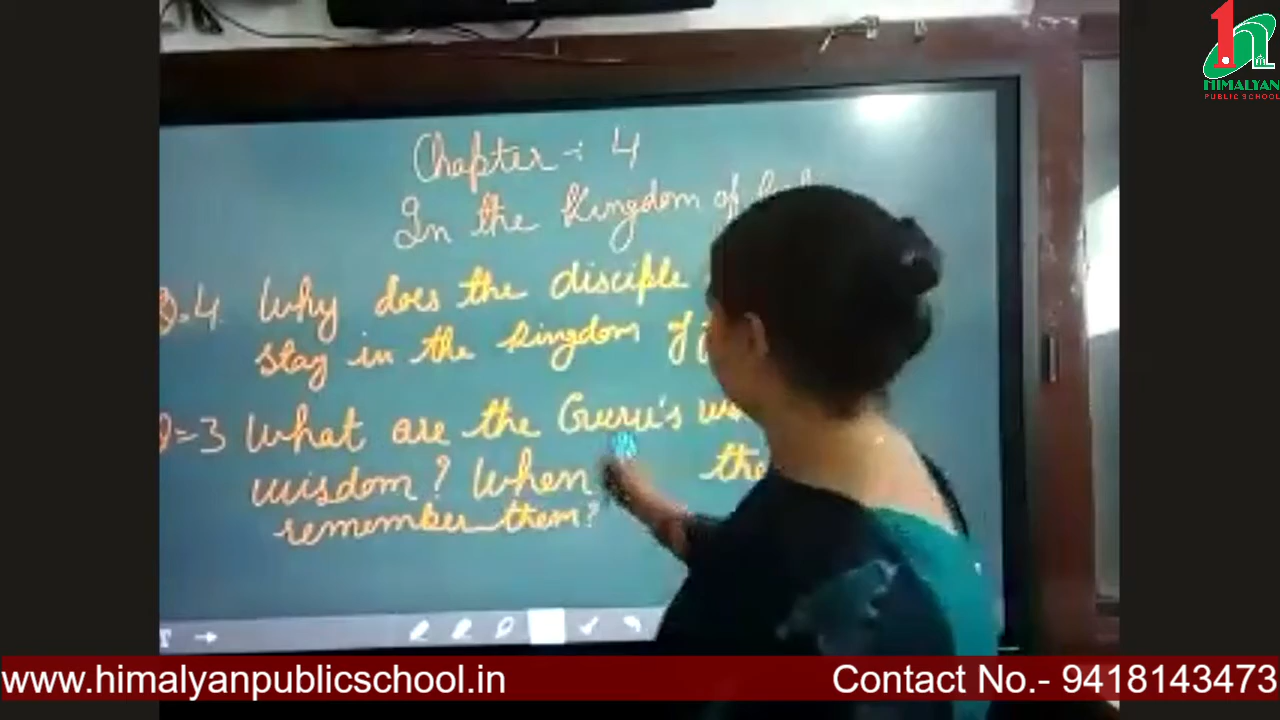 Chapter :- 4
In the Kingdom of
Q.4. Why does the disciple
stay in the kingdom of
Q=3 What are the Guru's
wisdom? When the
remember them?
1h
HIMALYAN
PUBLIC SCHOOL
www.himalyanpublicschool.in
Contact No.- 9418143473